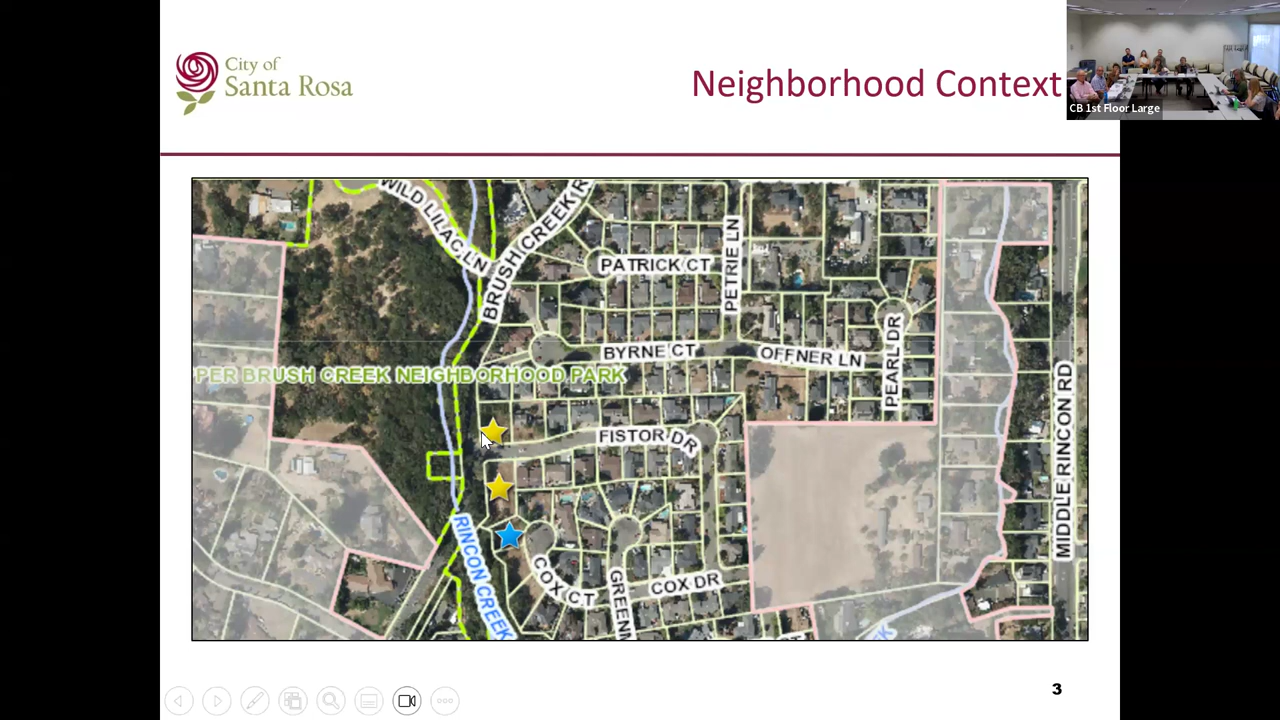 City of
Santa Rosa
Neighborhood Context
CB 1st Floor Large
WILD LILAC LN
BRUSH CREEK R
PATRICK CT
PETRIE LN
BYRNE CT
OFFNER LN
PEARL DR
PER BRUSH CREEK NEIGHBORHOOD PARK
FISTOR DR
MIDDLE RINCON RD
RINCON CREEK
COX CT
GREENM
COX DR
K
3